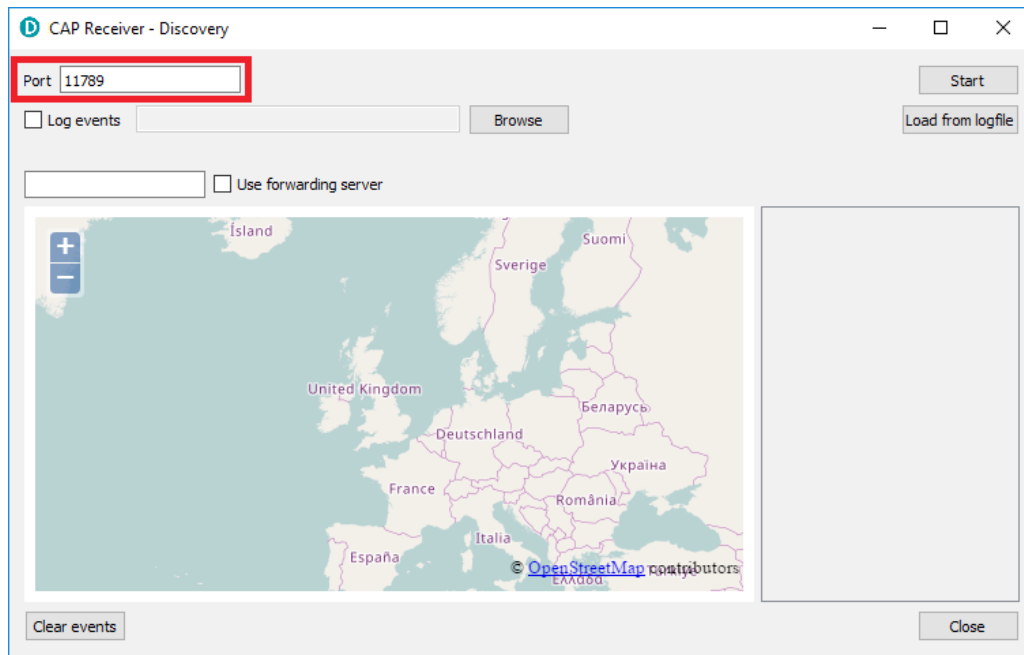 CAP Receiver - Discovery
Port 11789 Start
Log events Browse Load from logfile
Use forwarding server
Ísland
Suomi
Sverige
United Kingdom
Беларусь
Deutschland
Україна
France
România
Italia
España
© OpenStreetMap contributors
Ελλάδα
Clear events Close